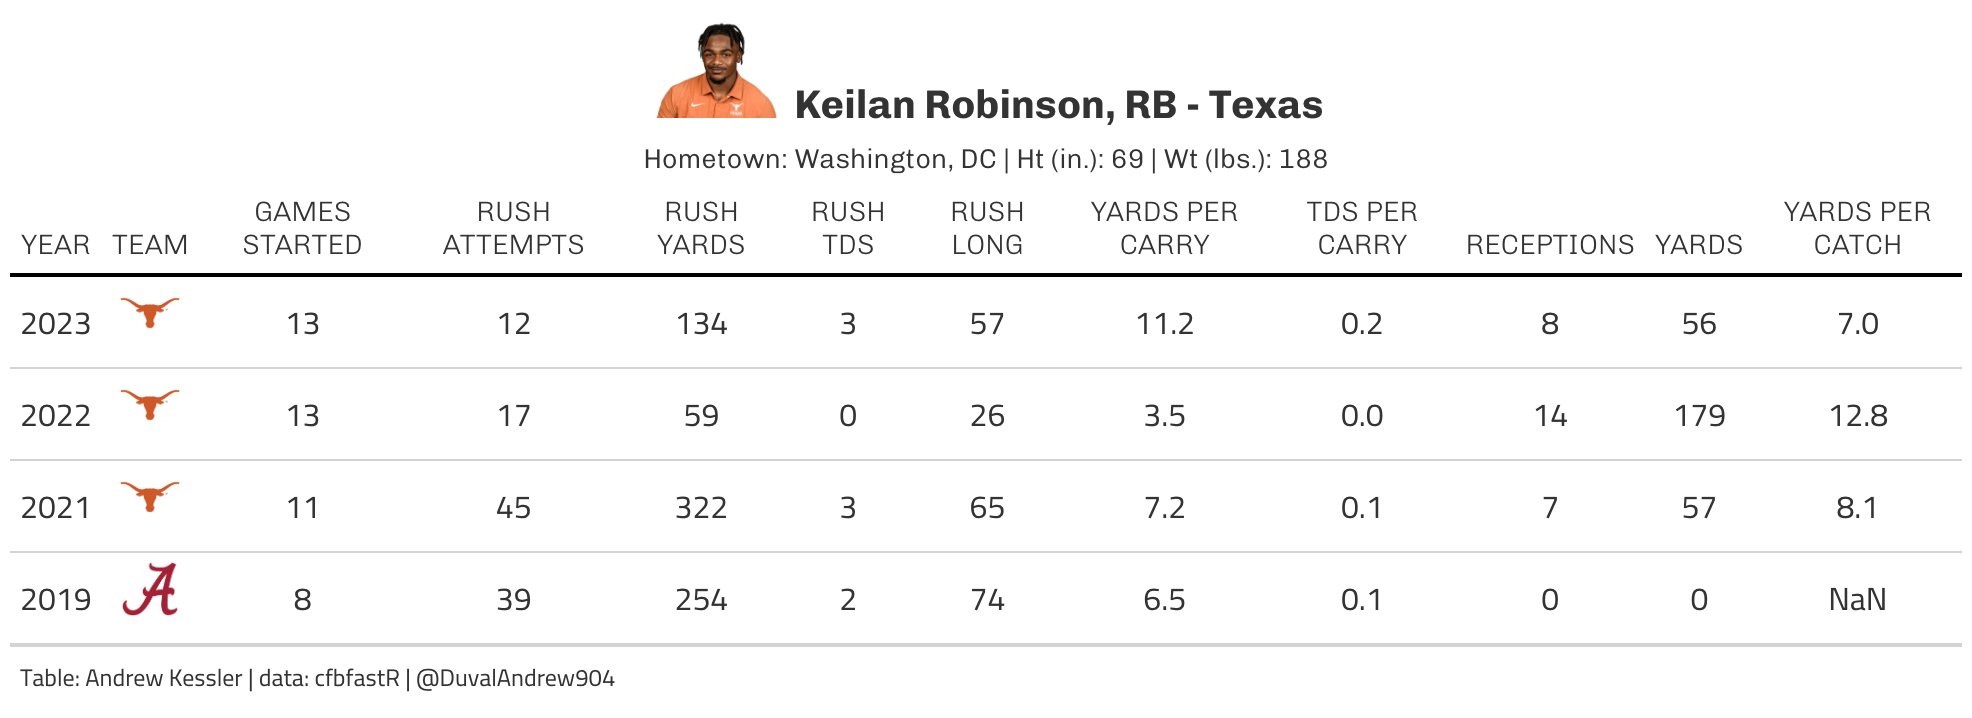 Keilan Robinson, RB - Texas
Hometown: Washington, DC | Ht (in.): 69 | Wt (lbs.): 188
YEAR TEAM GAMES STARTED RUSH ATTEMPTS RUSH YARDS RUSH TDS RUSH LONG YARDS PER CARRY TDS PER CARRY RECEPTIONS YARDS YARDS PER CATCH
2023 13 12 134 3 57 11.2 0.2 8 56 7.0
2022 13 17 59 0 26 3.5 0.0 14 179 12.8
2021 11 45 322 3 65 7.2 0.1 7 57 8.1
2019 A 8 39 254 2 74 6.5 0.1 0 0 NaN
Table: Andrew Kessler | data: cfbfastR | @DuvalAndrew904